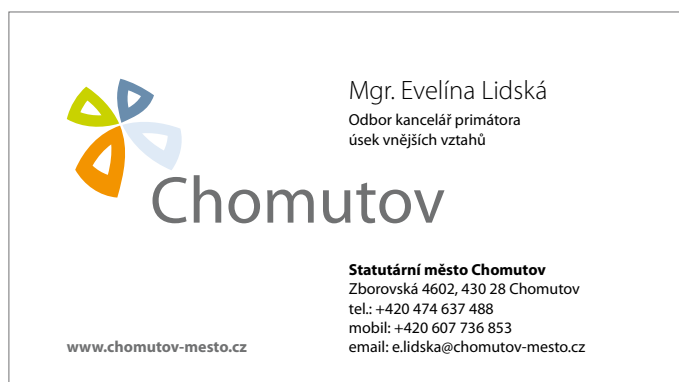 Mgr. Evelína Lidská
Odbor kancelář primátora
úsek vnějších vztahů
Chomutov
Statutární město Chomutov
Zborovská 4602, 430 28 Chomutov
tel.: +420 474 637 488
mobil: +420 607 736 853
email: e.lidska@chomutov-mesto.cz
www.chomutov-mesto.cz